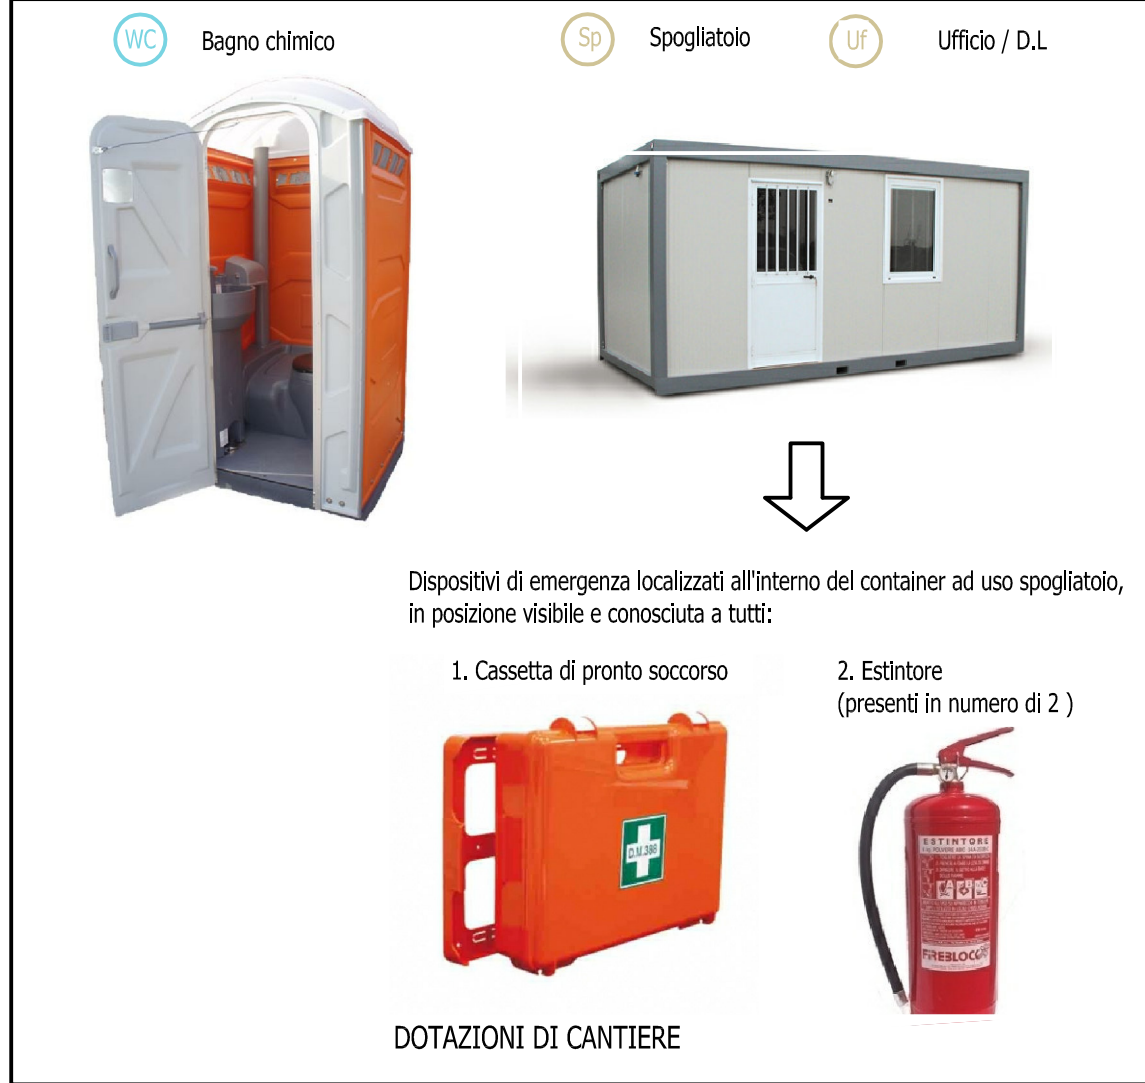 WC Bagno chimico
Sp Spogliatoio
Uf Ufficio / D.L
Dispositivi di emergenza localizzati all'interno del container ad uso spogliatoio,
in posizione visibile e conosciuta a tutti:
1. Cassetta di pronto soccorso
2. Estintore
(presenti in numero di 2 )
D.M.388
ESTINTORE
FIREBLOCK
DOTAZIONI DI CANTIERE